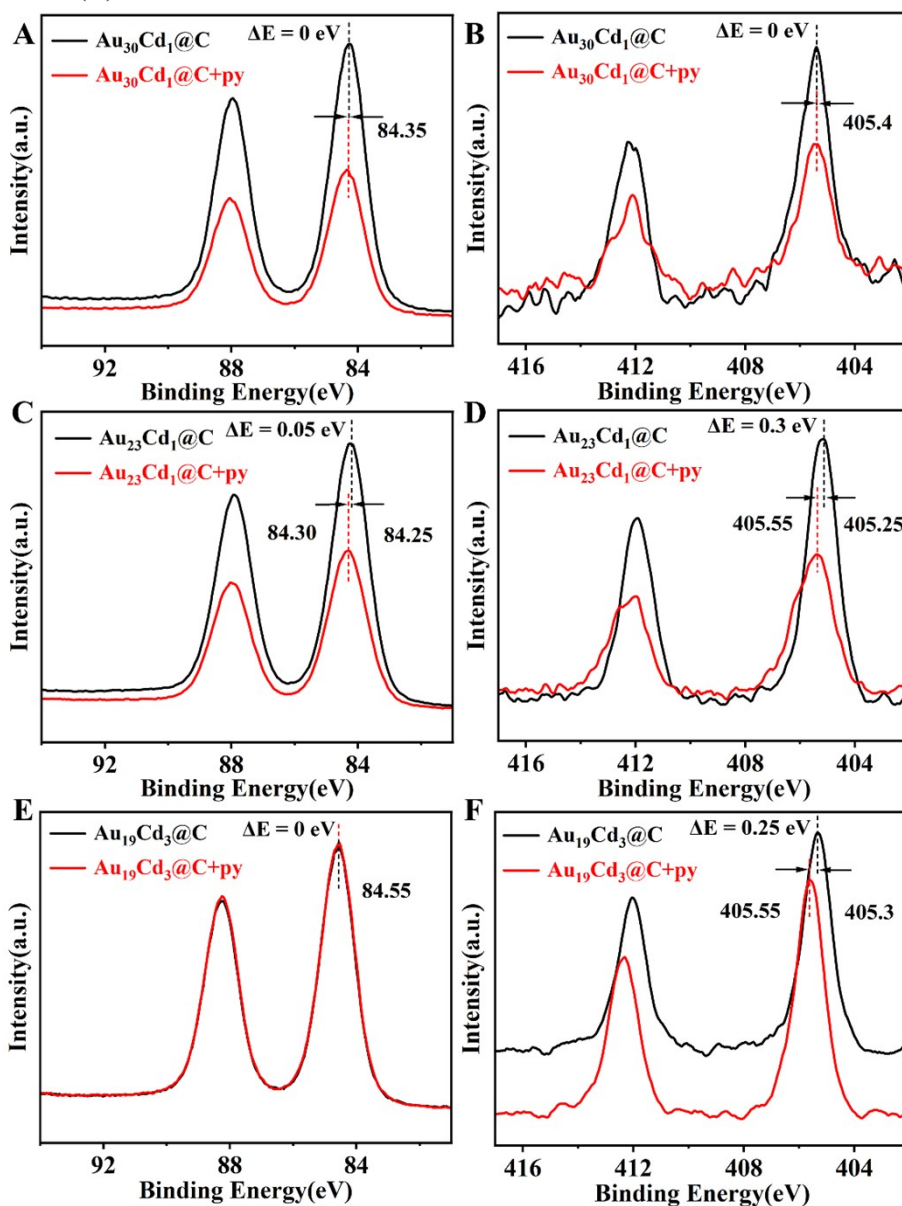 A
Au30Cd1@C
Au30Cd1@C+py
ΔE = 0 eV
84.35
Intensity(a.u.)
92
88
84
Binding Energy(eV)
B
Au30Cd1@C
Au30Cd1@C+py
ΔE = 0 eV
405.4
Intensity(a.u.)
416
412
408
404
Binding Energy(eV)
C
Au23Cd1@C
Au23Cd1@C+py
ΔE = 0.05 eV
84.30
84.25
Intensity(a.u.)
92
88
84
Binding Energy(eV)
D
Au23Cd1@C
Au23Cd1@C+py
ΔE = 0.3 eV
405.55
405.25
Intensity(a.u.)
416
412
408
404
Binding Energy(eV)
E
Au19Cd3@C
Au19Cd3@C+py
ΔE = 0 eV
84.55
Intensity(a.u.)
92
88
84
Binding Energy(eV)
F
Au19Cd3@C
Au19Cd3@C+py
ΔE = 0.25 eV
405.55
405.3
Intensity(a.u.)
416
412
408
404
Binding Energy(eV)